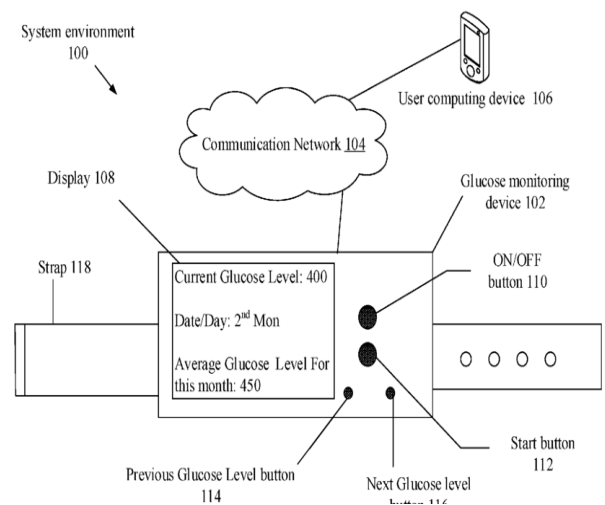 System environment
100
User computing device 106
Communication Network 104
Display 108
Glucose monitoring
device 102
Strap 118
ON/OFF
button 110
Current Glucose Level: 400
Date/Day: 2nd Mon
Average Glucose Level For
this month: 450
Start button
112
Previous Glucose Level button
114
Next Glucose level
button 116